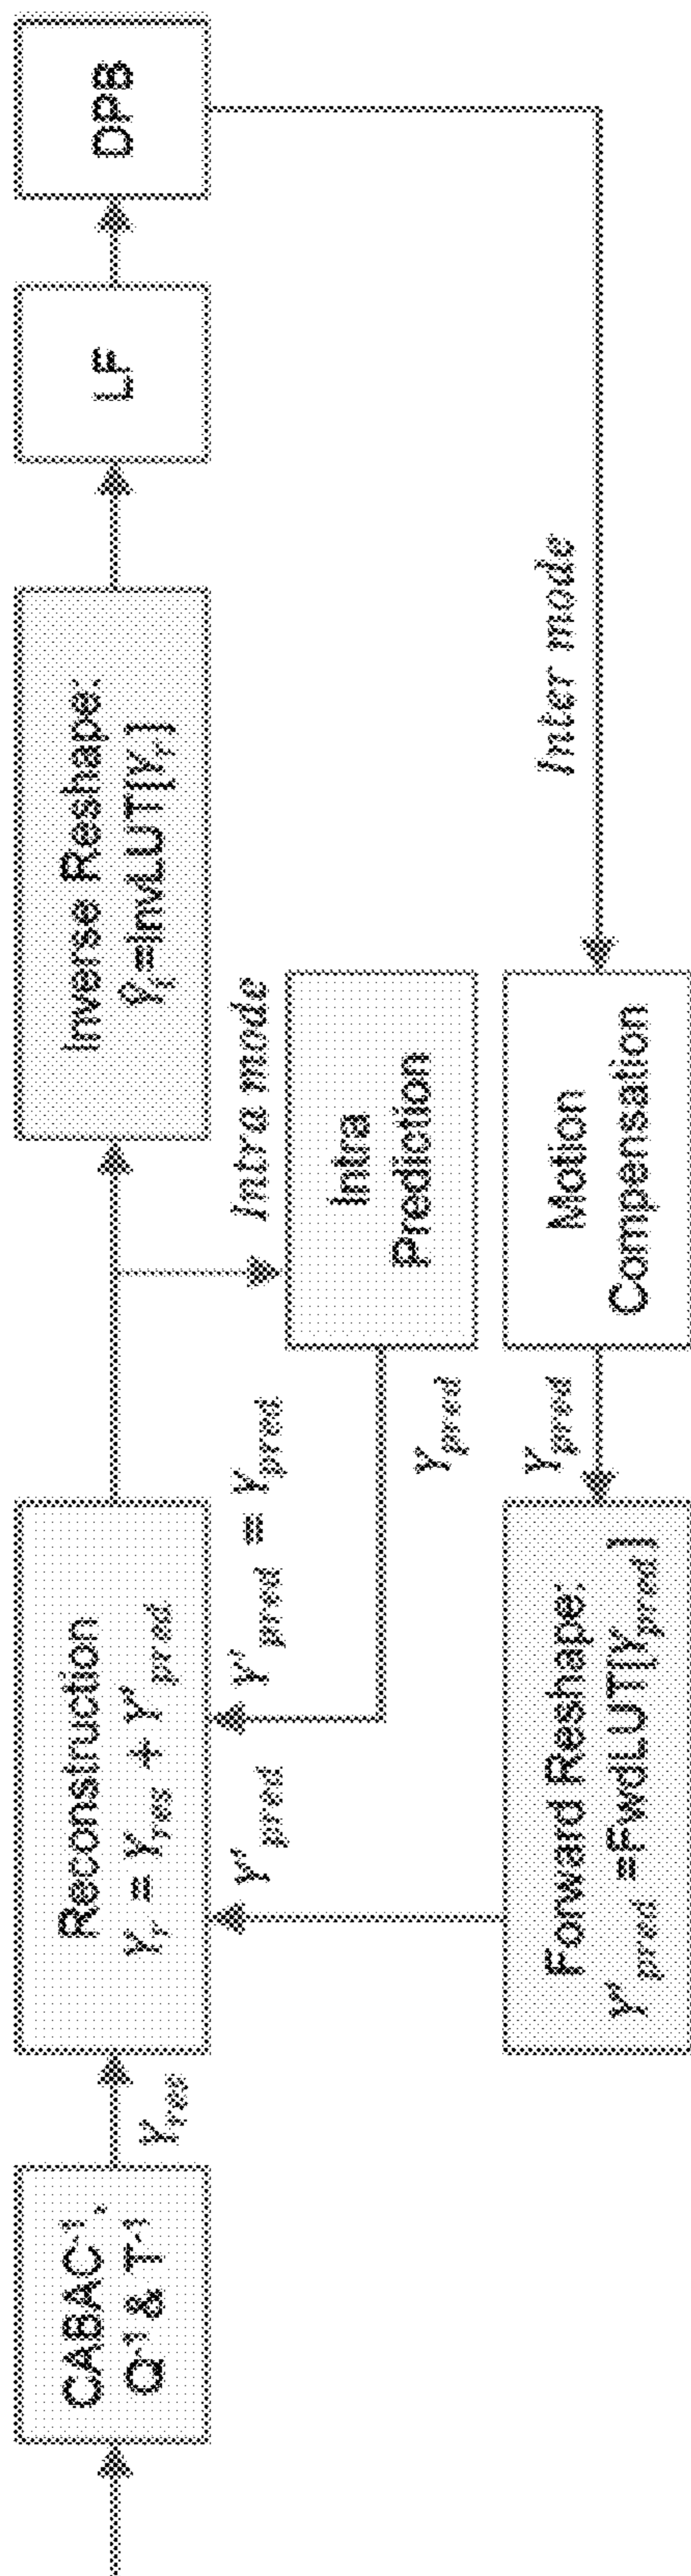 CABAC⁻¹,
Q⁻¹ & T⁻¹
Y_res
Reconstruction
Y_r = Y_res + Y'_pred
Inverse Reshape:
Ŷ_r=InvLUT[Y_r]
LF
DPB
Y'_pred
Y'_pred = Y_pred
Intra mode
Intra
Prediction
Y_pred
Inter mode
Forward Reshape:
Y'_pred =FwdLUT[Y_pred]
Y_pred
Motion
Compensation